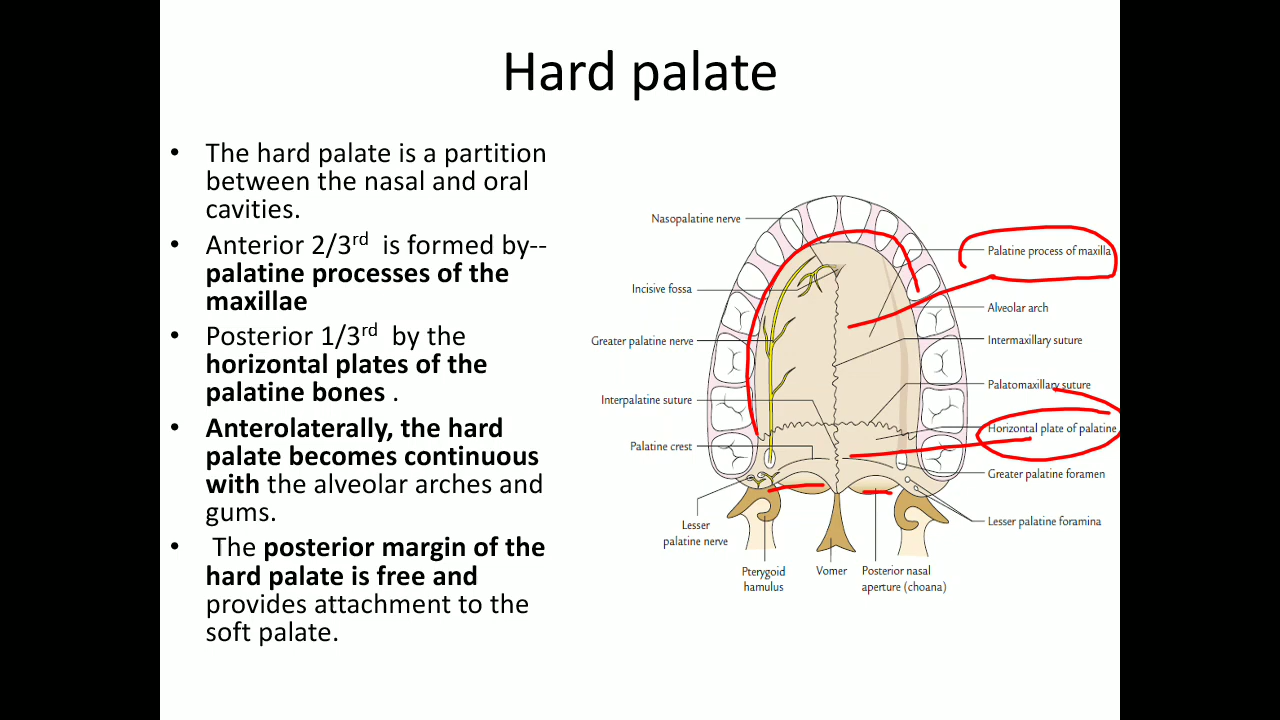 Hard palate
• The hard palate is a partition
between the nasal and oral
cavities.
• Anterior 2/3rd is formed by--
palatine processes of the
maxillae
• Posterior 1/3rd by the
horizontal plates of the
palatine bones .
• Anterolaterally, the hard
palate becomes continuous
with the alveolar arches and
gums.
• The posterior margin of the
hard palate is free and
provides attachment to the
soft palate.
Nasopalatine nerve
Incisive fossa
Greater palatine nerve
Interpalatine suture
Palatine crest
Lesser
palatine nerve
Pterygoid
hamulus
Vomer
Posterior nasal
aperture (choana)
Palatine process of maxilla
Alveolar arch
Intermaxillary suture
Palatomaxillary suture
Horizontal plate of palatine
Greater palatine foramen
Lesser palatine foramina